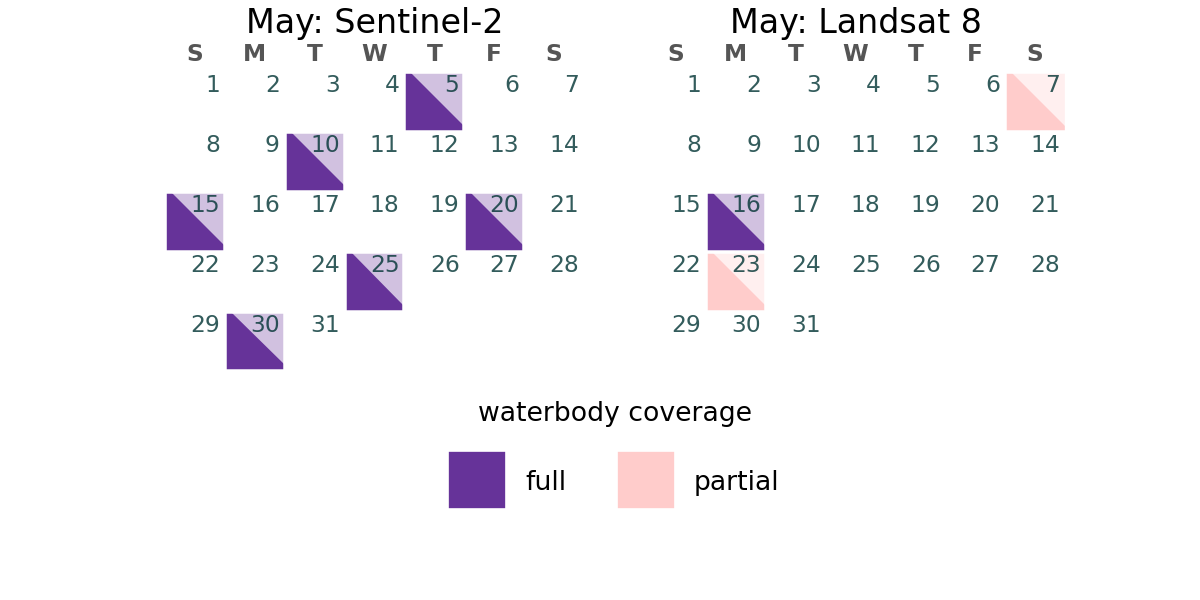 May: Sentinel-2
S M T W T F S
1 2 3 4 5 6 7
8 9 10 11 12 13 14
15 16 17 18 19 20 21
22 23 24 25 26 27 28
29 30 31
May: Landsat 8
S M T W T F S
1 2 3 4 5 6 7
8 9 10 11 12 13 14
15 16 17 18 19 20 21
22 23 24 25 26 27 28
29 30 31
waterbody coverage
full partial